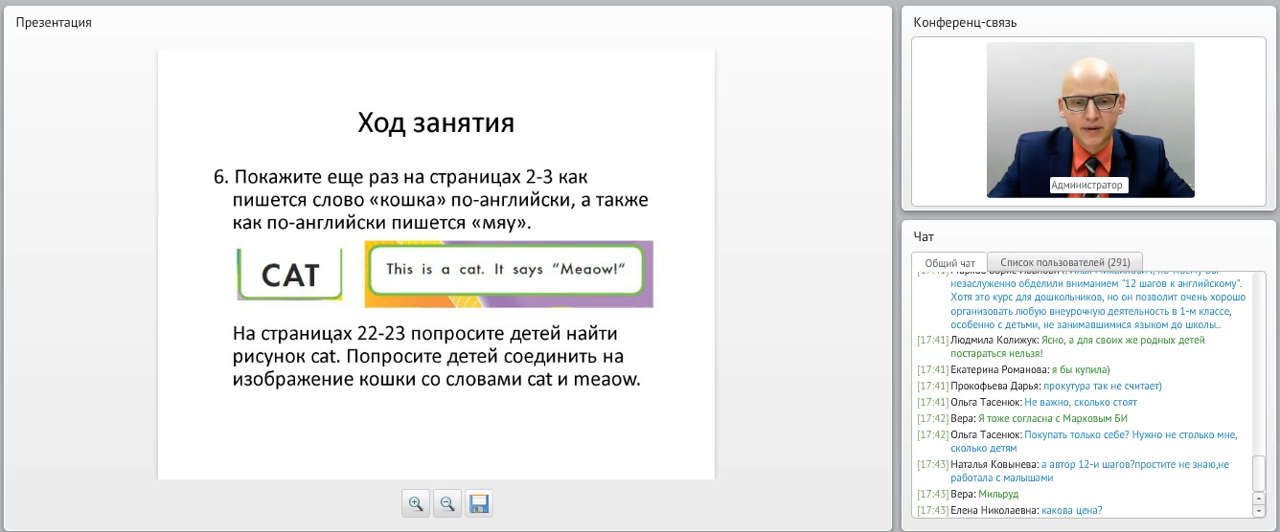 Презентация
Ход занятия
6. Покажите еще раз на страницах 2-3 как
пишется слово «кошка» по-английски, а также
как по-английски пишется «мяу».
CAT
This is a cat. It says "Meaow!"
На страницах 22-23 попросите детей найти
рисунок cat. Попросите детей соединить на
изображение кошки со словами cat и meaow.
Конференц-связь
Администратор
Чат
Общий чат
Список пользователей (291)
незаслуженно обделили вниманием "12 шагов к английскому".
Хотя это курс для дошкольников, но он позволит очень хорошо
организовать любую внеурочную деятельность в 1-м классе,
особенно с детьми, не занимавшимися языком до школы..
[17:41] Людмила Колижук: Ясно, а для своих же родных детей
постараться нельзя!
[17:41] Екатерина Романова: я бы купила)
[17:41] Прокофьева Дарья: прокутура так не считает)
[17:41] Ольга Тасенюк: Не важно, сколько стоят
[17:42] Вера: Я тоже согласна с Марковым БИ
[17:42] Ольга Тасенюк: Покупать только себе? Нужно не столько мне,
сколько детям
[17:43] Наталья Ковынева: а автор 12-и шагов?простите не знаю,не
работала с малышами
[17:43] Вера: Мильруд
[17:43] Елена Николаевна: какова цена?